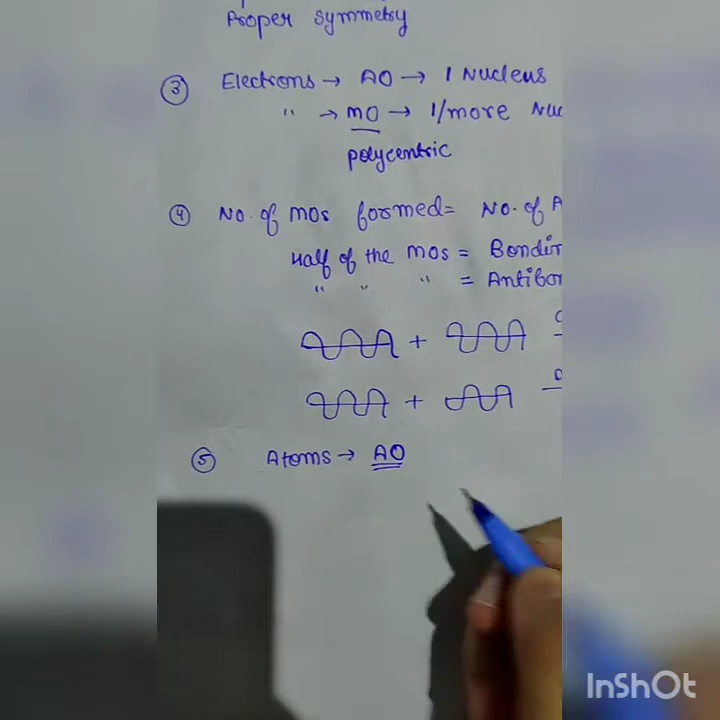 Proper symmetry
③ Electrons → AO → 1 Nucleus
" → MO → 1/more
polycentric
④ No. of MOs formed = No. of
Half of the MOs =
" " " =
+
+
⑤ Atoms → AO
InShOt